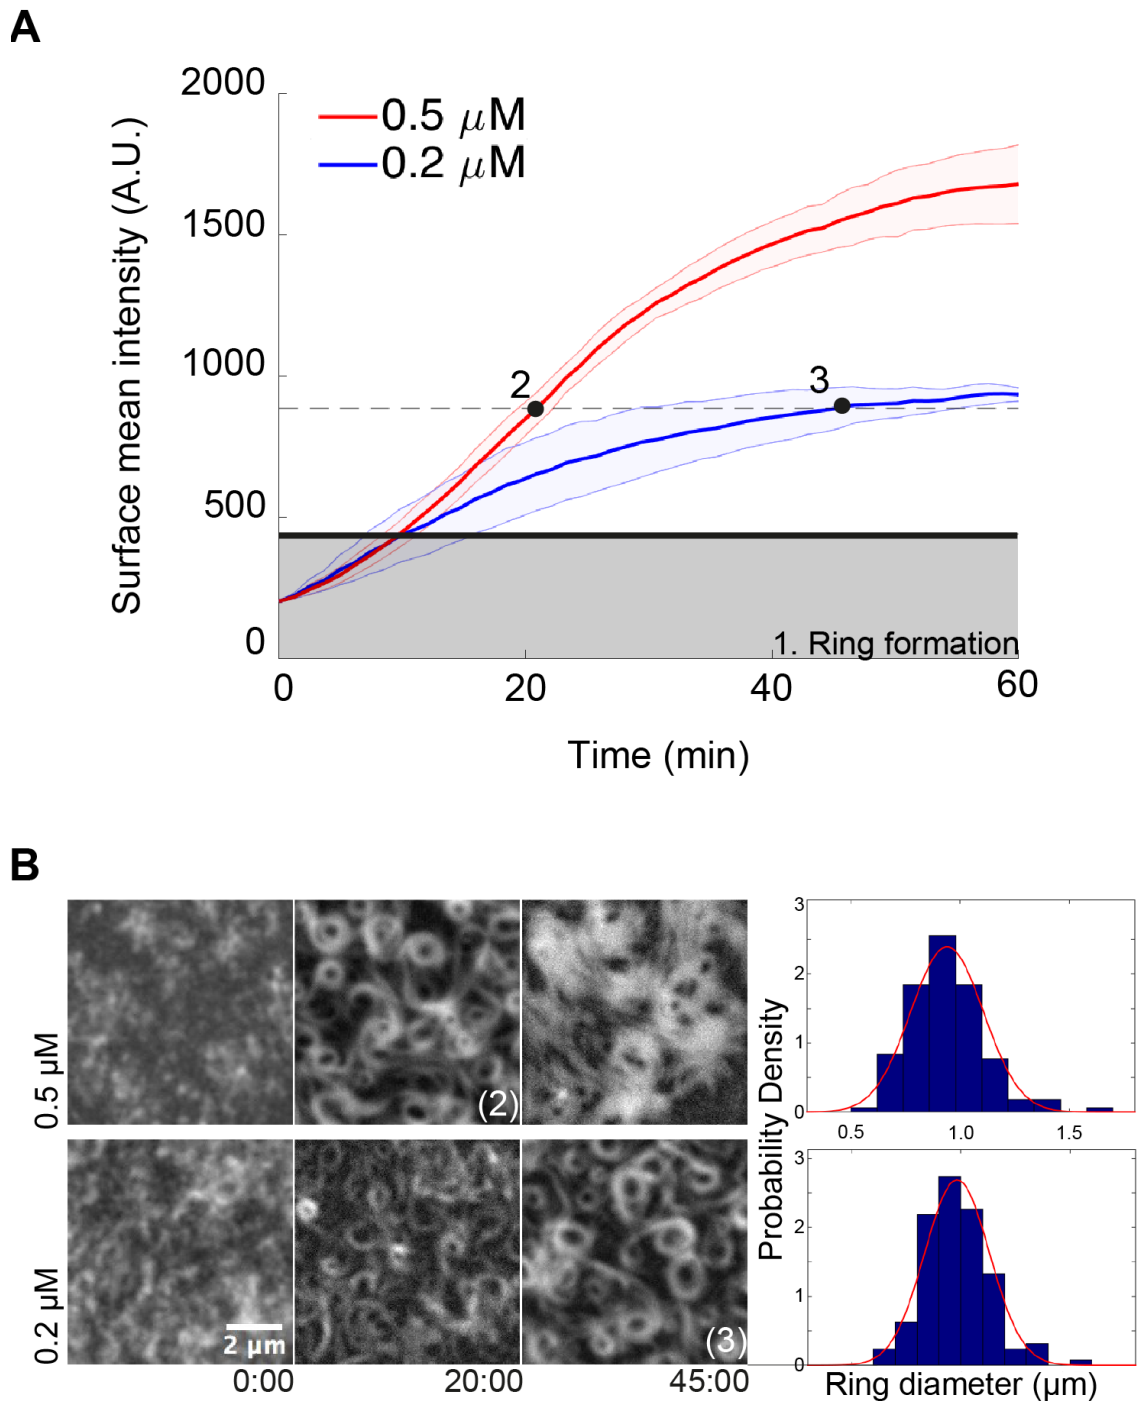 A
Surface mean intensity (A.U.)
2000
1500
1000
500
0
0.5 μM
0.2 μM
2
3
1. Ring formation
0
20
40
60
Time (min)
B
0.5 μM
(2)
0.2 μM
2 μm
(3)
0:00
20:00
45:00
Probability Density
3
2
1
0
0.5
1.0
1.5
3
2
1
0
Ring diameter (μm)